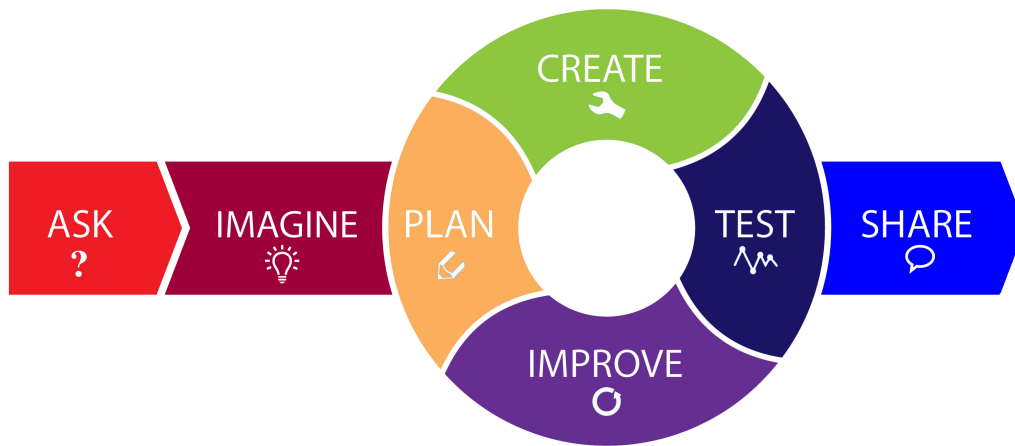 ASK
?
IMAGINE
PLAN
CREATE
TEST
IMPROVE
SHARE